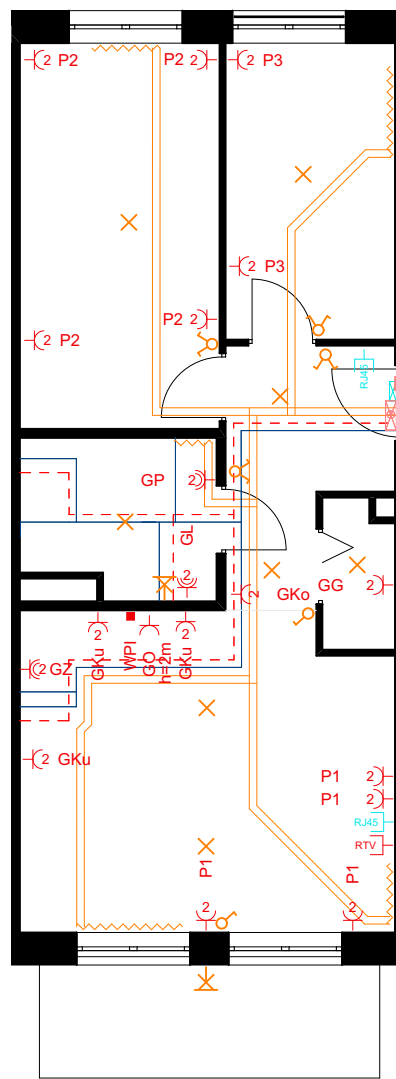 2 P2
P2 2
2 P3
2 P3
P2 2
2 P2
RJ45
GP 2
GL
2
2
GKo
GG 2
2
GKu
WPI
GO
h=2m
2
GKu
2 GZ
2 GKu
P1 2
P1 2
RJ45
RTV
P1
2
P1
2